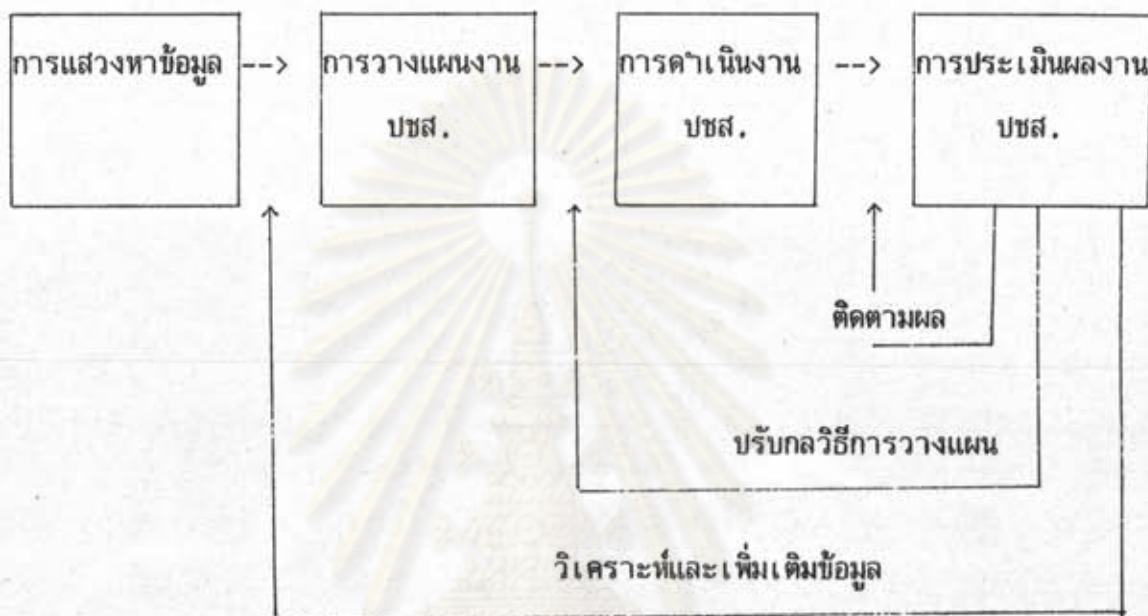 การแสวงหาข้อมูล --> การวางแผนงาน --> การดำเนินงาน --> การประเมินผลงาน
ปชส. ปชส. ปชส.
ติดตามผล
ปรับกลวิธีการวางแผน
วิเคราะห์และเพิ่มเติมข้อมูล